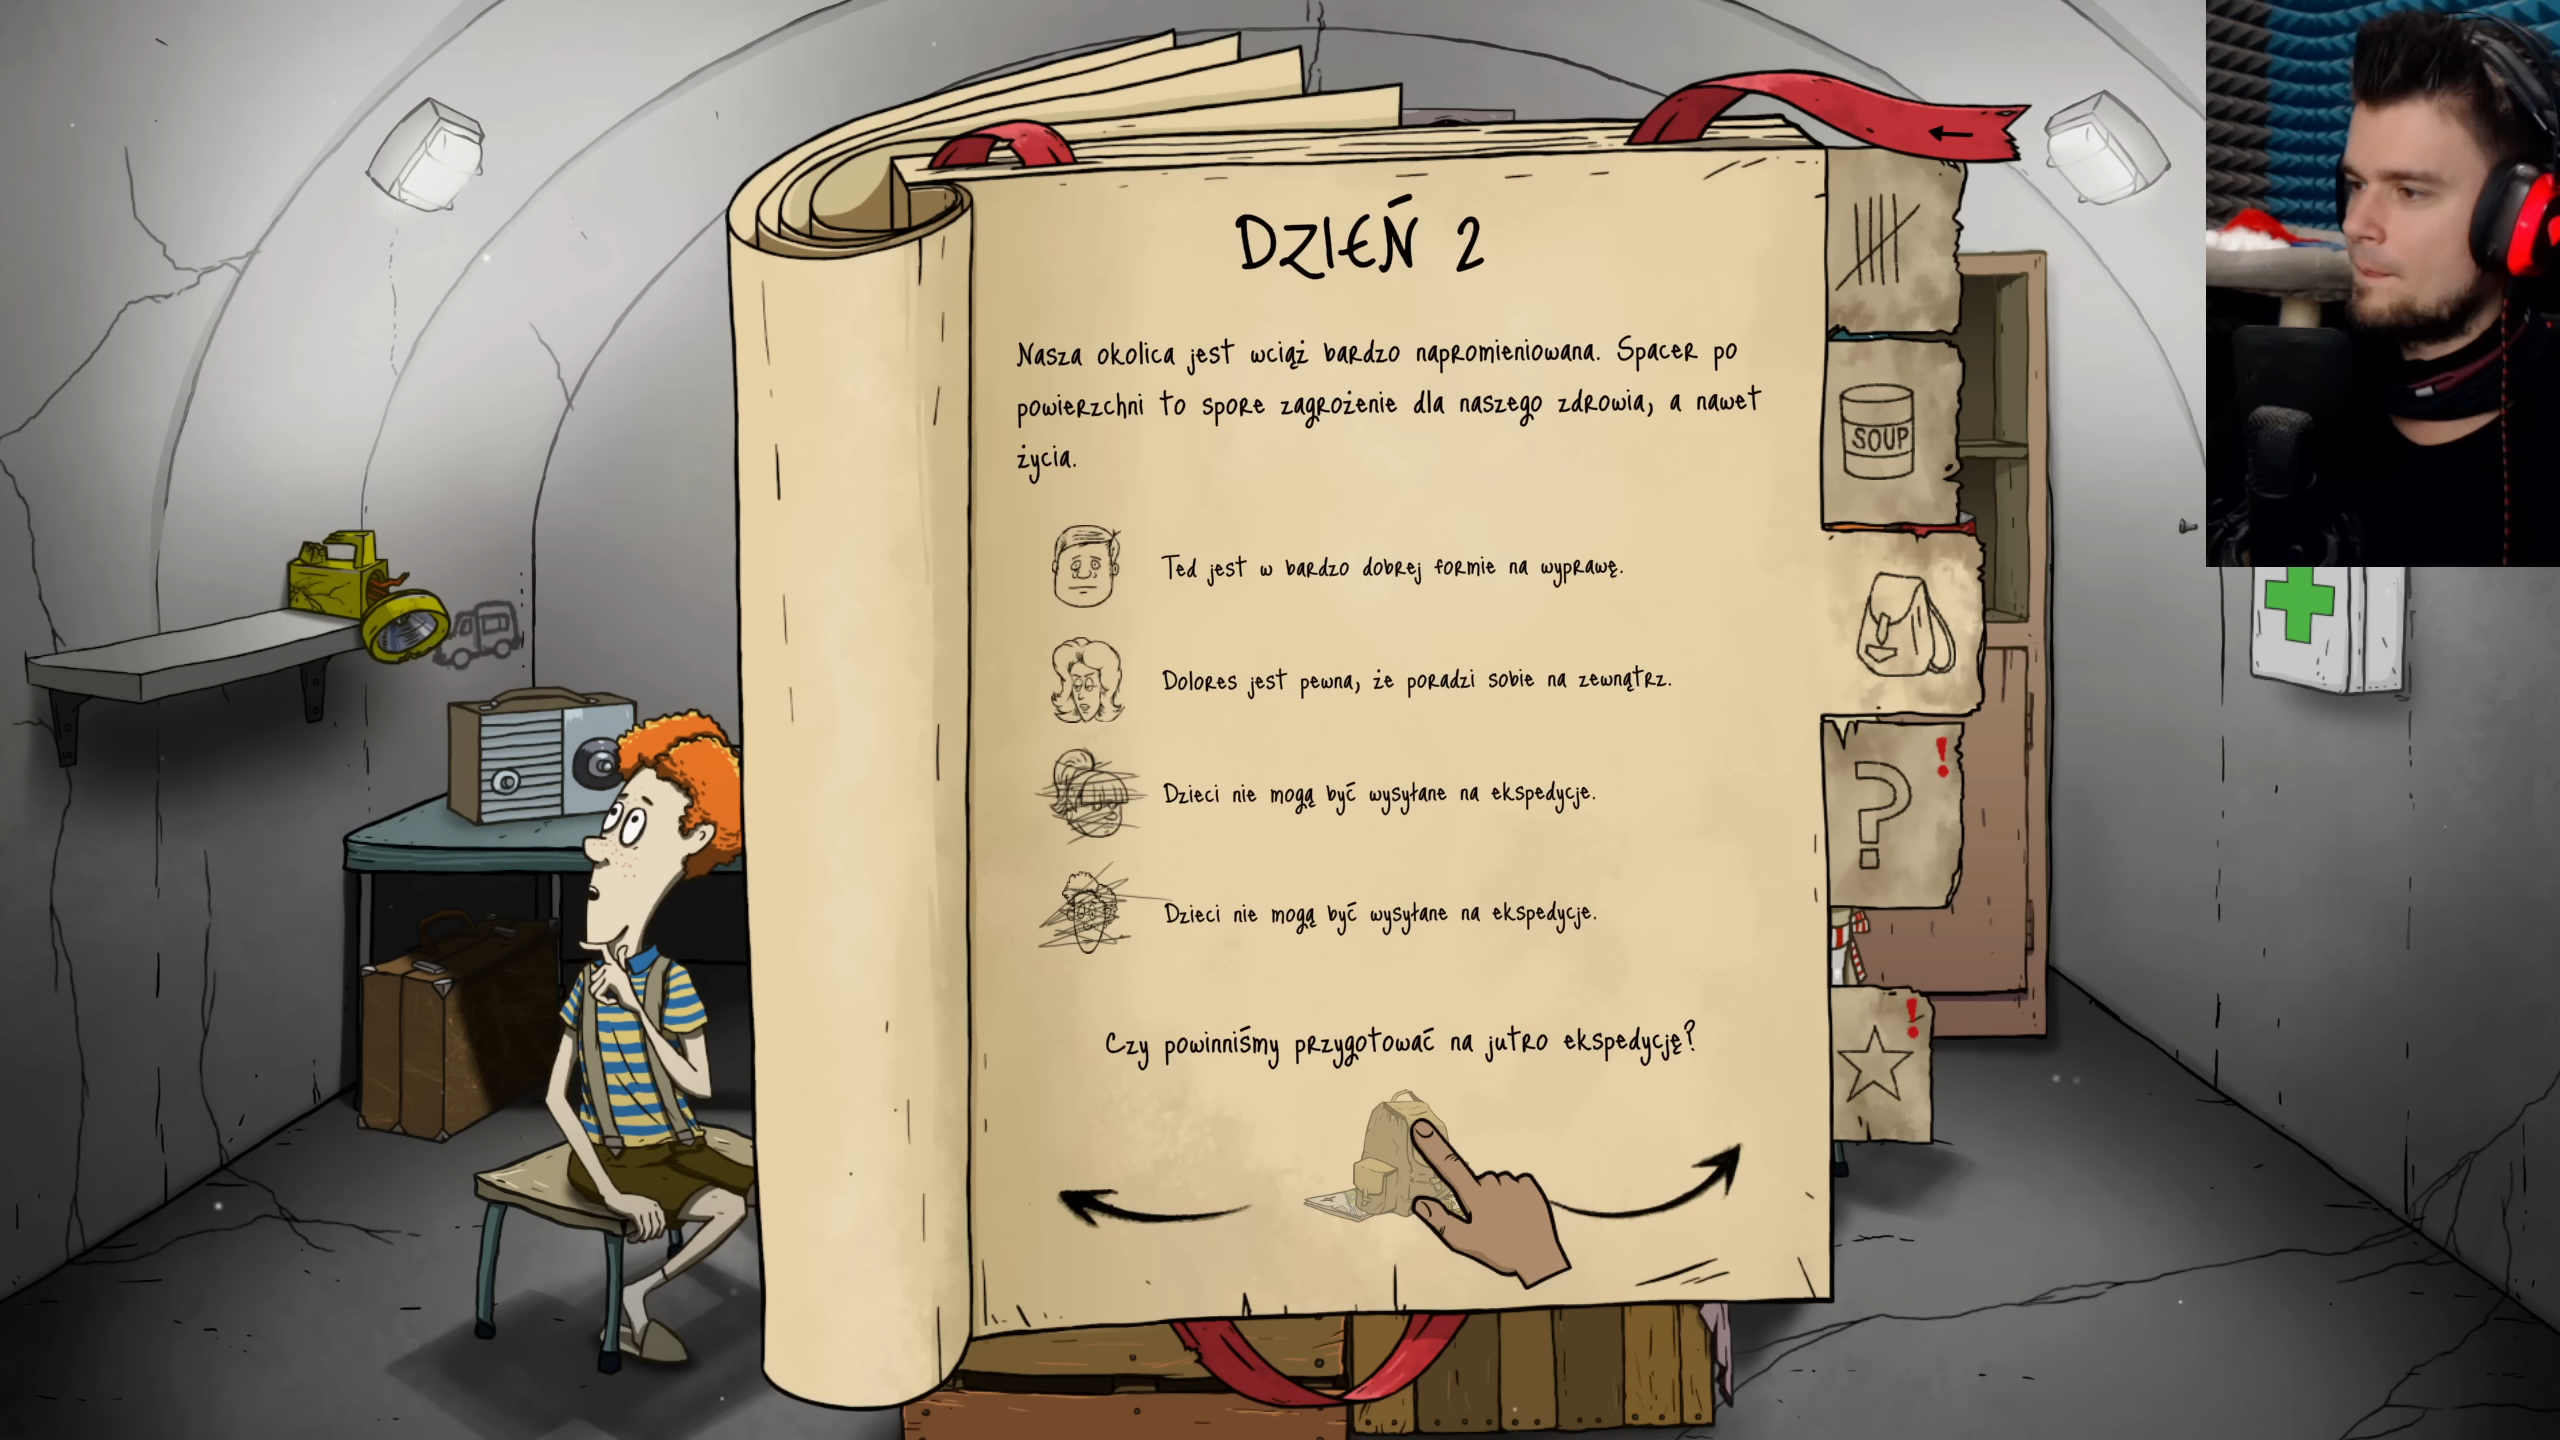 DZIEŃ 2
Nasza okolica jest wciąż bardzo napromieniowana. Spacer po
powierzchni to spore zagrożenie dla naszego zdrowia, a nawet
życia.
SOUP
Ted jest w bardzo dobrej formie na wyprawę.
Dolores jest pewna, że poradzi sobie na zewnątrz.
!
?
Dzieci nie mogą być wysyłane na ekspedycje.
Dzieci nie mogą być wysyłane na ekspedycje.
!
Czy powinniśmy przygotować na jutro ekspedycję?